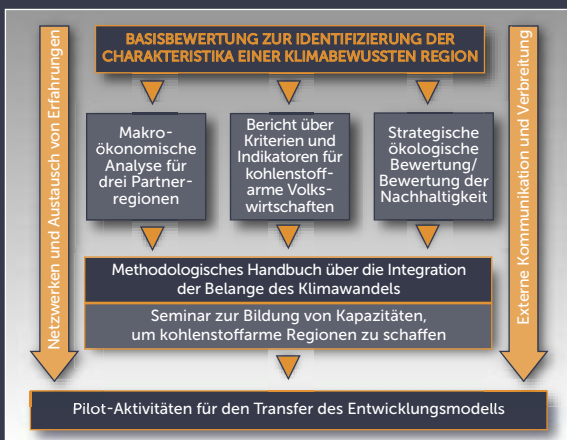 BASISBEWERTUNG ZUR IDENTIFIZIERUNG DER
CHARAKTERISTIKA EINER KLIMABEWUSSTEN REGION
Netzwerken und Austausch von Erfahrungen
Makro-
ökonomische
Analyse für
drei Partner-
regionen
Bericht über
Kriterien und
Indikatoren für
kohlenstoff-
arme Volks-
wirtschaften
Strategische
ökologische
Bewertung/
Bewertung der
Nachhaltigkeit
Externe Kommunikation und Verbreitung
Methodologisches Handbuch über die Integration
der Belange des Klimawandels
Seminar zur Bildung von Kapazitäten,
um kohlenstoffarme Regionen zu schaffen
Pilot-Aktivitäten für den Transfer des Entwicklungsmodells